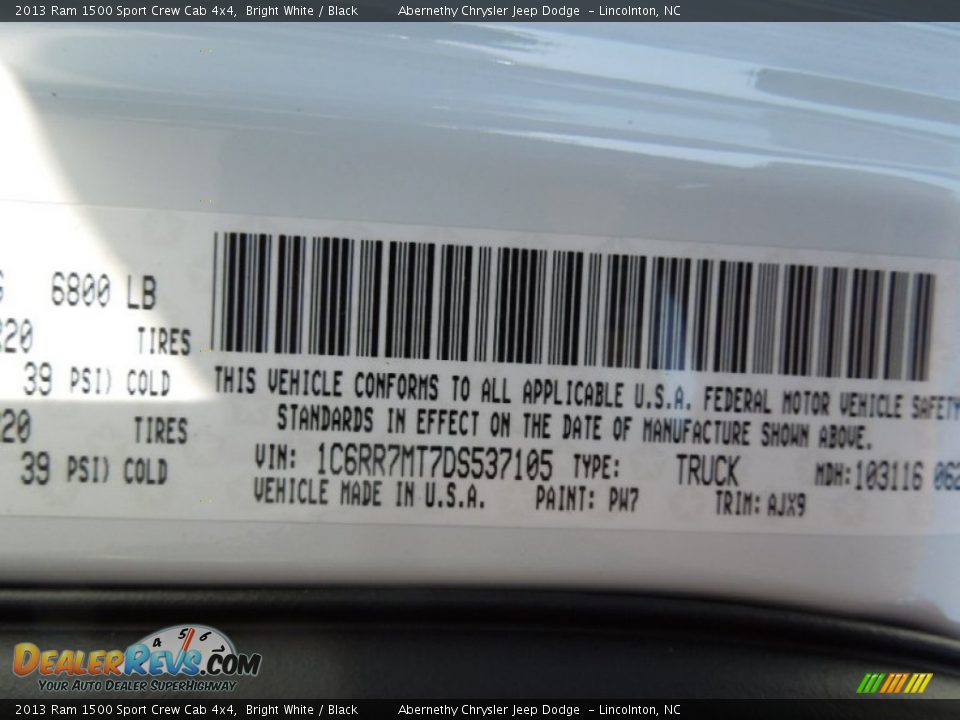 2013 Ram 1500 Sport Crew Cab 4x4, Bright White / Black Abernethy Chrysler Jeep Dodge - Lincolnton, NC
6800 LB
20 TIRES
39 PSI) COLD
20 TIRES
39 PSI) COLD
THIS VEHICLE CONFORMS TO ALL APPLICABLE U.S.A. FEDERAL MOTOR VEHICLE SAFETY
STANDARDS IN EFFECT ON THE DATE OF MANUFACTURE SHOWN ABOVE.
VIN: 1C6RR7MT7DS537105 TYPE: TRUCK MDH: 103116 062
VEHICLE MADE IN U.S.A. PAINT: PW7 TRIM: AJX9
4 5 6
DEALERREVS.COM
YOUR AUTO DEALER SUPERHIGHWAY
2013 Ram 1500 Sport Crew Cab 4x4, Bright White / Black Abernethy Chrysler Jeep Dodge - Lincolnton, NC